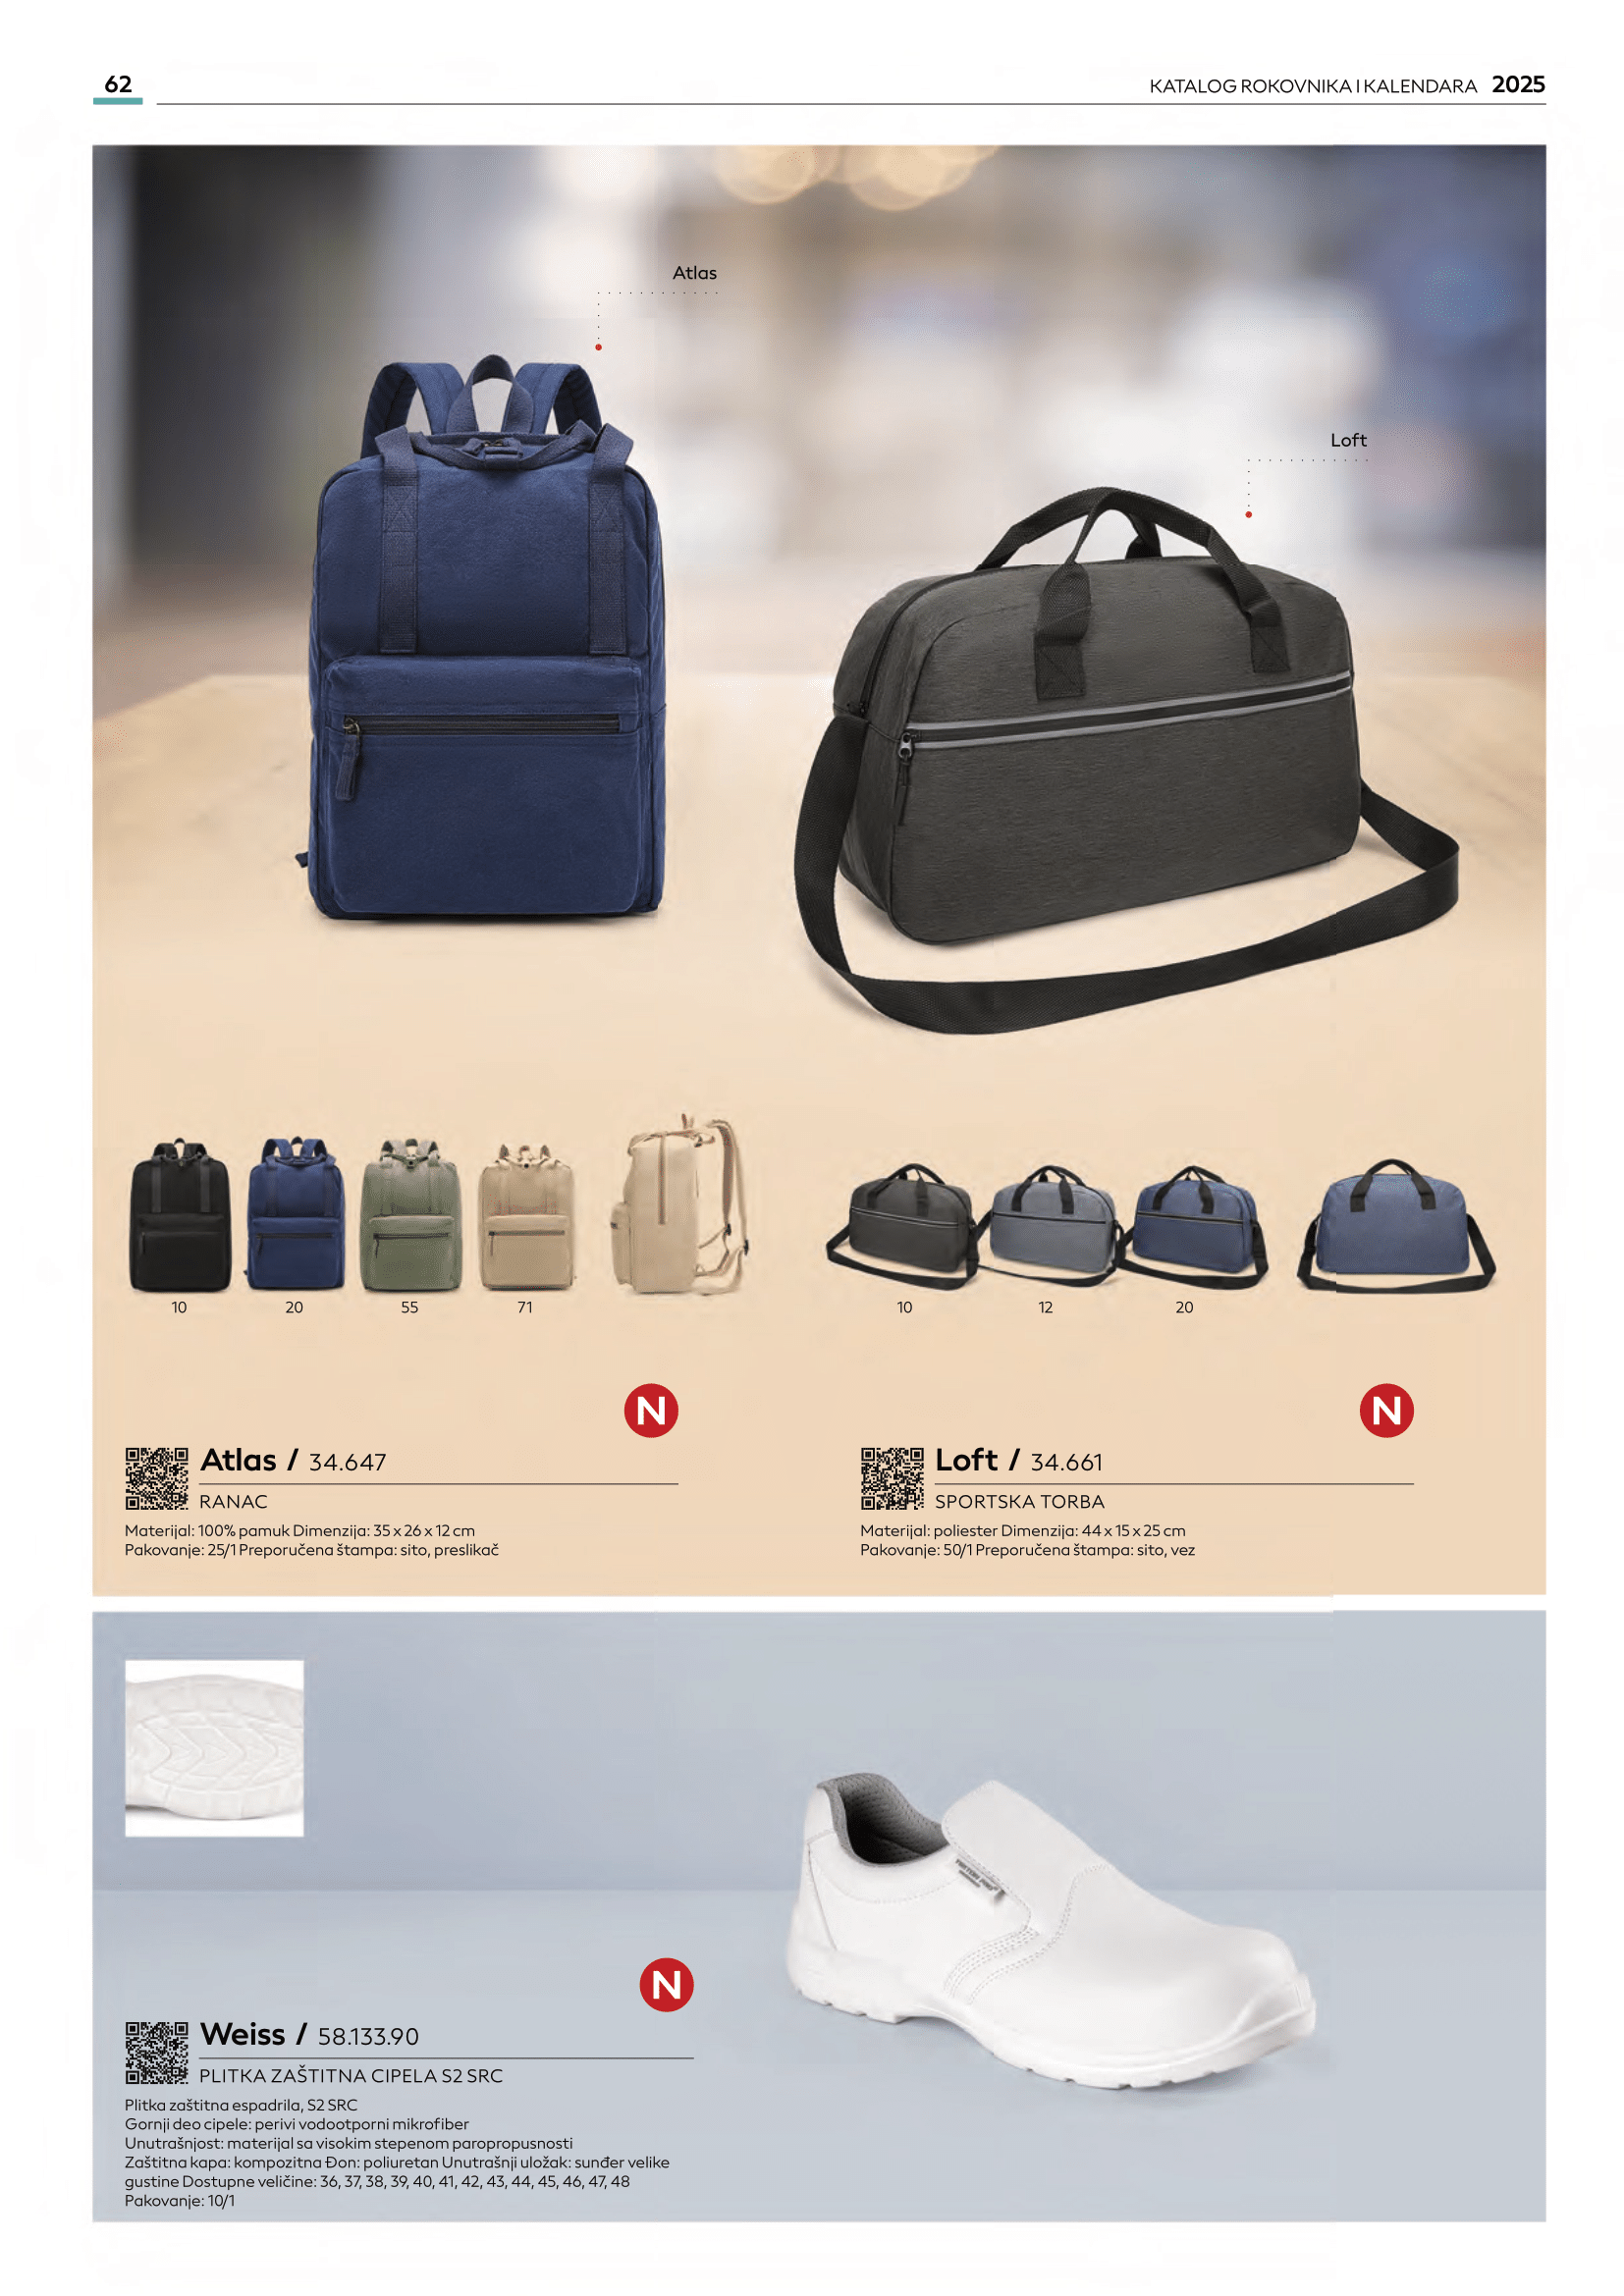 62
KATALOG ROKOVNIKA I KALENDARA 2025
Atlas
Loft
10 20 55 71
10 12 20
N
Atlas / 34.647
RANAC
Materijal: 100% pamuk Dimenzija: 35 x 26 x 12 cm
Pakovanje: 25/1 Preporučena štampa: sito, preslikač
N
Loft / 34.661
SPORTSKA TORBA
Materijal: poliester Dimenzija: 44 x 15 x 25 cm
Pakovanje: 50/1 Preporučena štampa: sito, vez
N
Weiss / 58.133.90
PLITKA ZAŠTITNA CIPELA S2 SRC
Plitka zaštitna espadrila, S2 SRC
Gornji deo cipele: perivi vodootporni mikrofiber
Unutrašnjost: materijal sa visokim stepenom paropropusnosti
Zaštitna kapa: kompozitna Đon: poliuretan Unutrašnji uložak: sunđer velike
gustine Dostupne veličine: 36, 37, 38, 39, 40, 41, 42, 43, 44, 45, 46, 47, 48
Pakovanje: 10/1